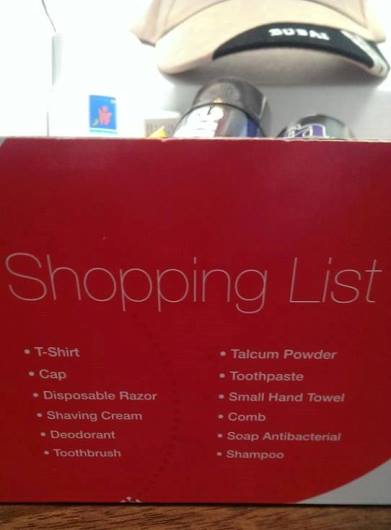 DUBAI
Shopping List
• T-Shirt
• Cap
• Disposable Razor
• Shaving Cream
• Deodorant
• Toothbrush
• Talcum Powder
• Toothpaste
• Small Hand Towel
• Comb
• Soap Antibacterial
• Shampoo